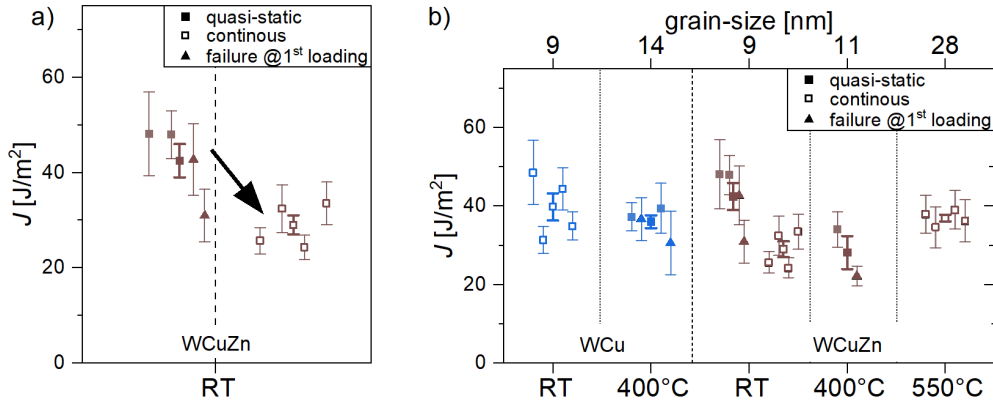 a)
quasi-static
continous
failure @1st loading
60
40
20
0
J [J/m2]
WCuZn
RT
b)
grain-size [nm]
9 14 9 11 28
quasi-static
continous
failure @1st loading
60
40
20
0
J [J/m2]
WCu WCuZn
RT 400°C RT 400°C 550°C